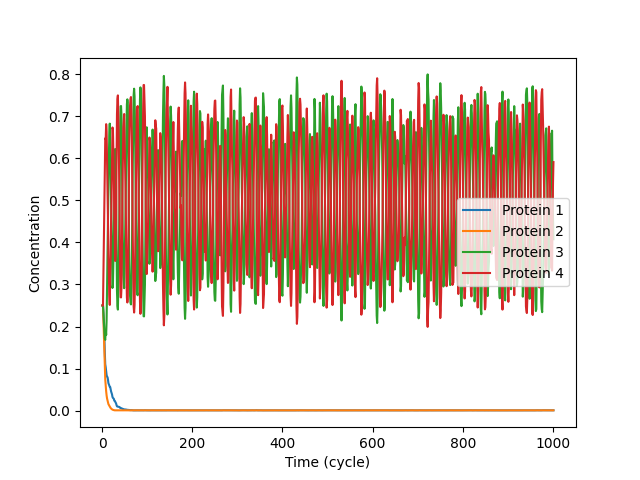 0.8
0.7
0.6
0.5
0.4
0.3
0.2
0.1
0.0
Concentration
Protein 1
Protein 2
Protein 3
Protein 4
0 200 400 600 800 1000
Time (cycle)